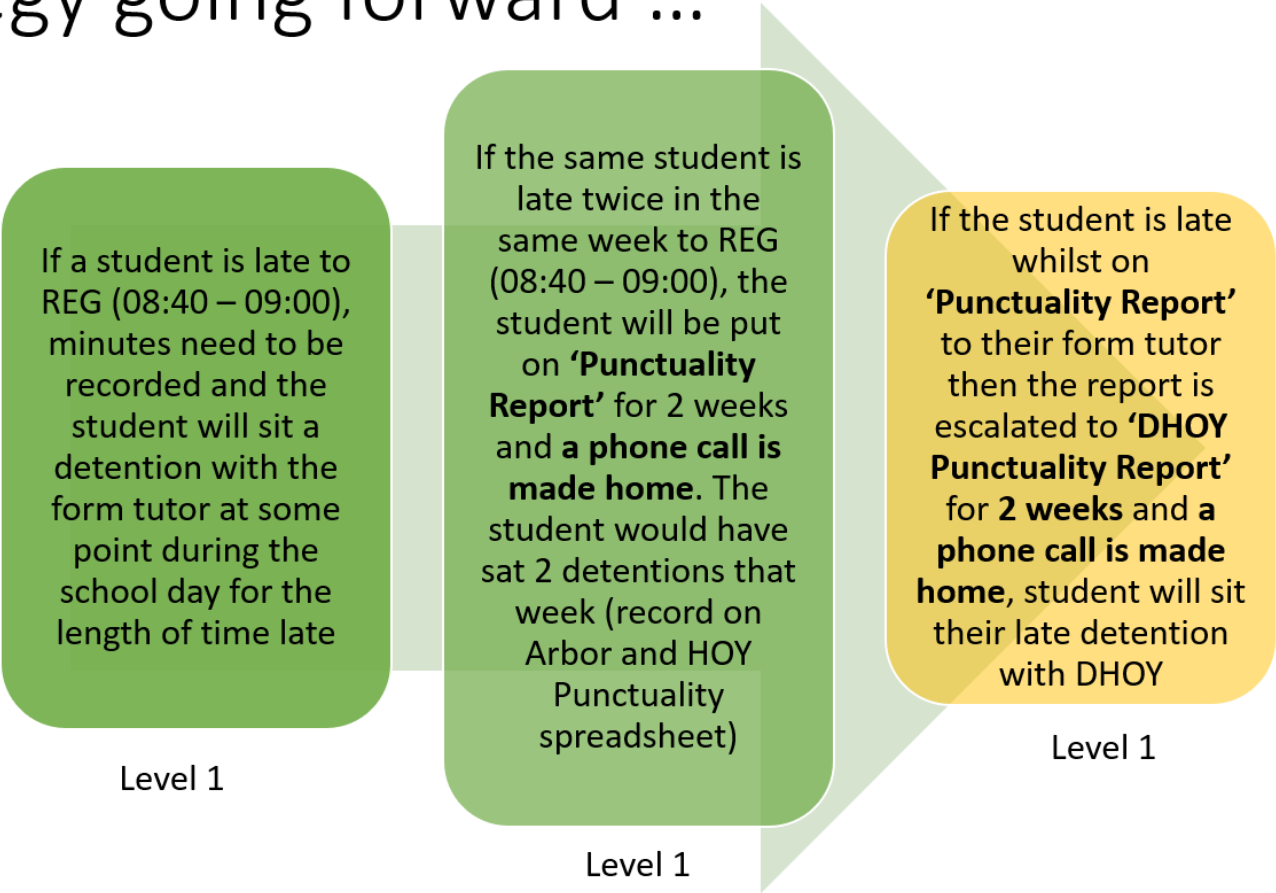 going forward ...
If a student is late to
REG (08:40 – 09:00),
minutes need to be
recorded and the
student will sit a
detention with the
form tutor at some
point during the
school day for the
length of time late
Level 1
If the same student is
late twice in the
same week to REG
(08:40 – 09:00), the
student will be put
on ‘Punctuality
Report’ for 2 weeks
and a phone call is
made home. The
student would have
sat 2 detentions that
week (record on
Arbor and HOY
Punctuality
spreadsheet)
Level 1
If the student is late
whilst on
‘Punctuality Report’
to their form tutor
then the report is
escalated to ‘DHOY
Punctuality Report’
for 2 weeks and a
phone call is made
home, student will sit
their late detention
with DHOY
Level 1